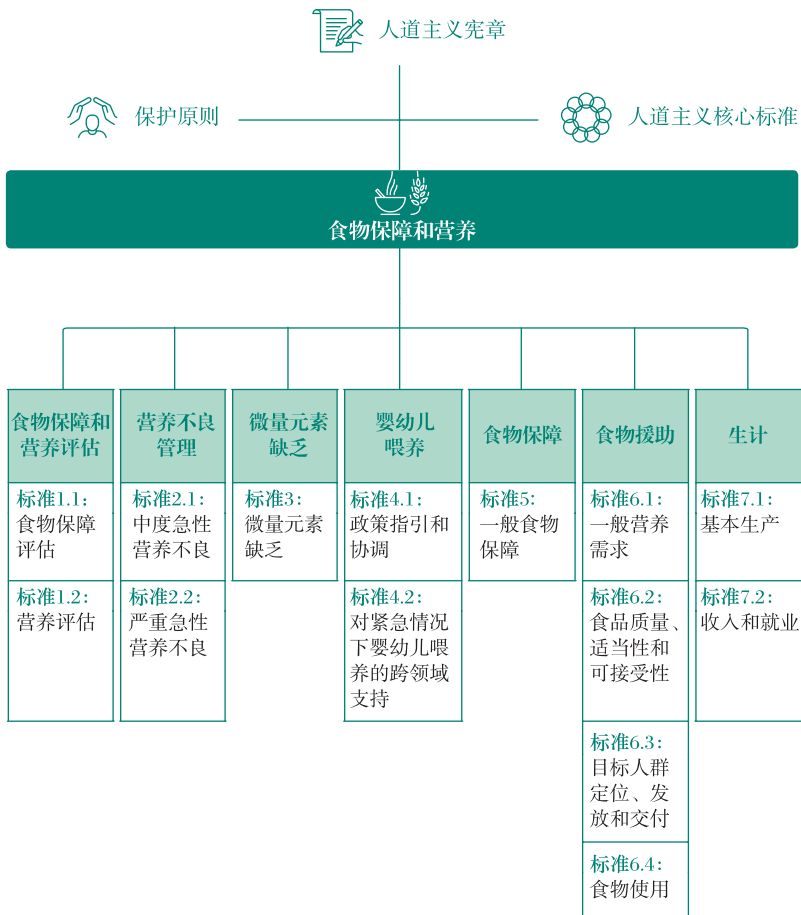 人道主义宪章
保护原则
人道主义核心标准
食物保障和营养
食物保障和
营养评估
营养不良
管理
微量元素
缺乏
婴幼儿
喂养
食物保障
食物援助
生计
标准1.1：
食物保障
评估
标准1.2：
营养评估
标准2.1：
中度急性
营养不良
标准2.2：
严重急性
营养不良
标准3：
微量元素
缺乏
标准4.1：
政策指引和
协调
标准4.2：
对紧急情况
下婴幼儿喂
养的跨领域
支持
标准5：
一般食物
保障
标准6.1：
一般营养
需求
标准6.2：
食品质量、
适当性和
可接受性
标准6.3：
目标人群
定位、发
放和交付
标准6.4：
食物使用
标准7.1：
基本生产
标准7.2：
收入和就业